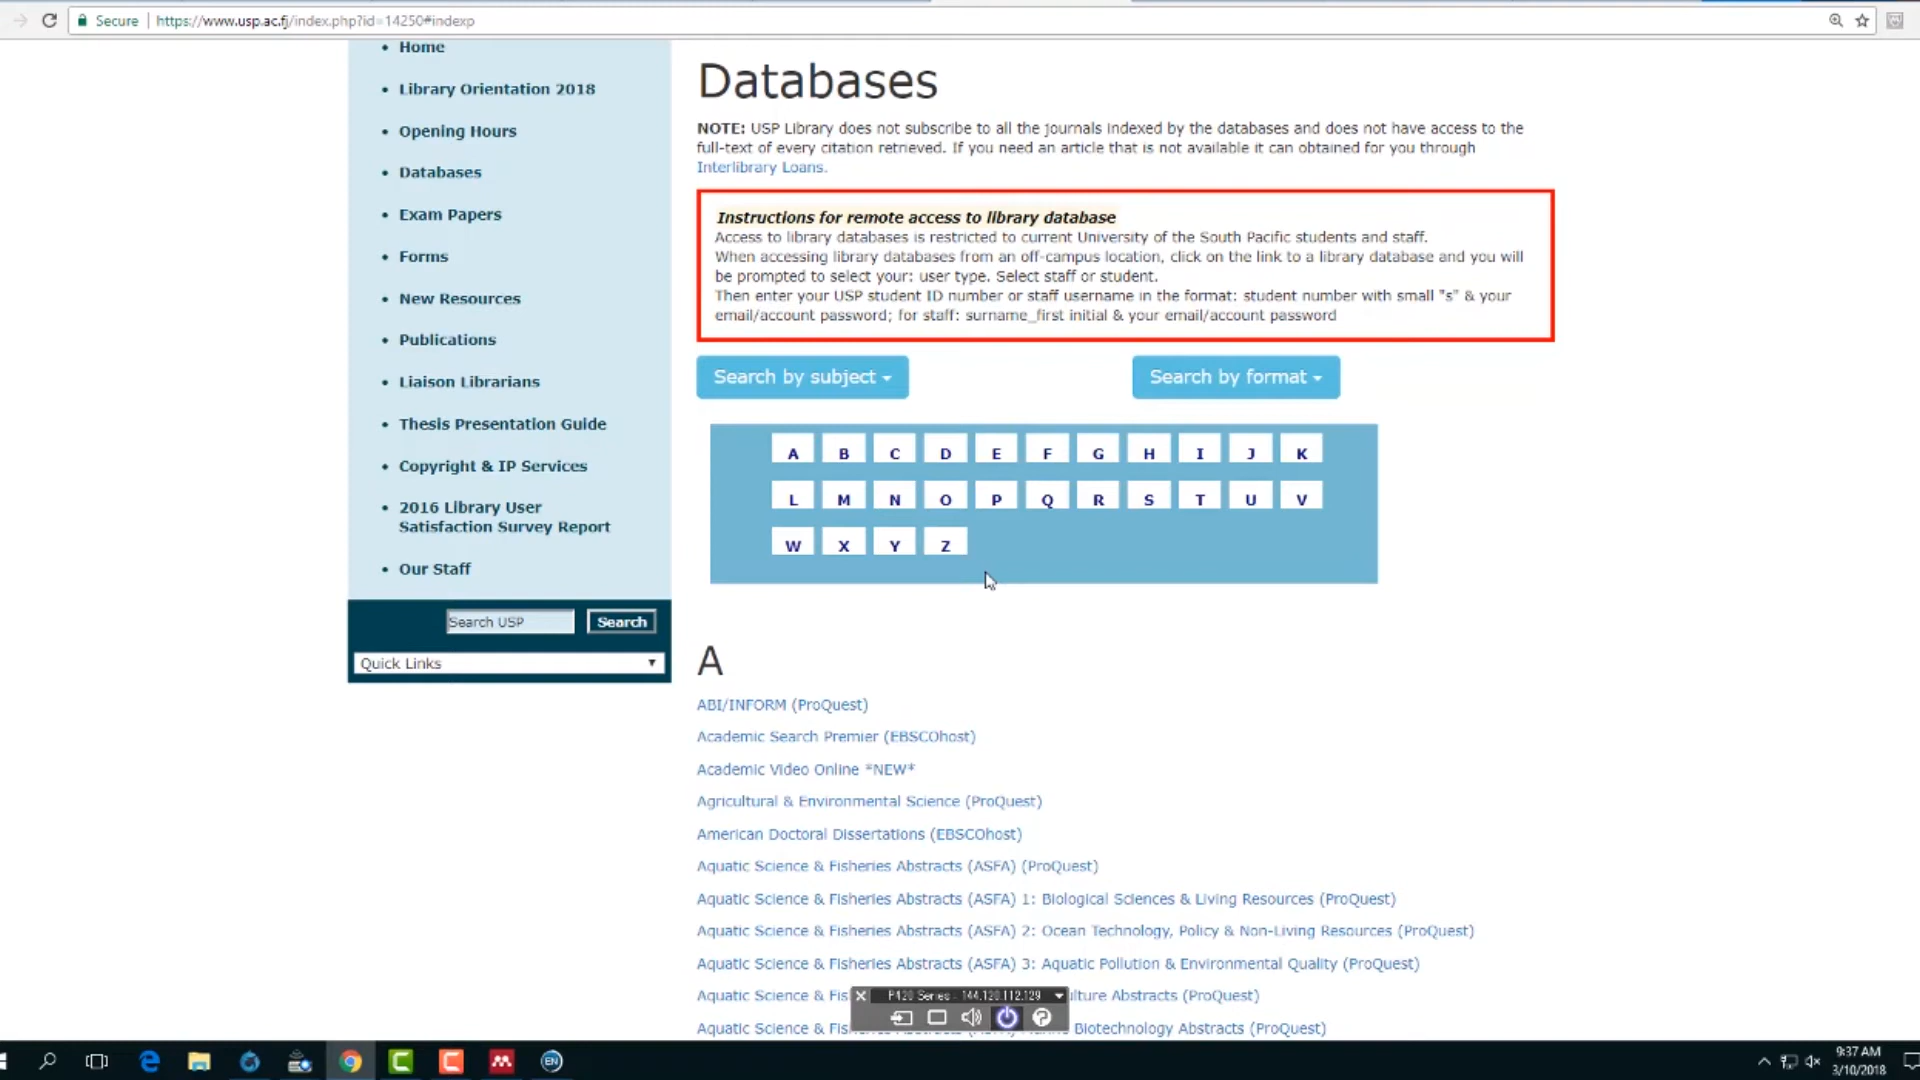 Secure
https://www.usp.ac.fj/index.php?id=14250#indexp
Home
Library Orientation 2018
Opening Hours
Databases
Exam Papers
Forms
New Resources
Publications
Liaison Librarians
Thesis Presentation Guide
Copyright & IP Services
2016 Library User
Satisfaction Survey Report
Our Staff
Search USP
Search
Quick Links
Databases
NOTE: USP Library does not subscribe to all the journals indexed by the databases and does not have access to the
full-text of every citation retrieved. If you need an article that is not available it can obtained for you through
Interlibrary Loans.
Instructions for remote access to library database
Access to library databases is restricted to current University of the South Pacific students and staff.
When accessing library databases from an off-campus location, click on the link to a library database and you will
be prompted to select your: user type. Select staff or student.
Then enter your USP student ID number or staff username in the format: student number with small "s" & your
email/account password; for staff: surname_first initial & your email/account password
Search by subject
Search by format
A B C D E F G H I J K
L M N O P Q R S T U V
W X Y Z
A
ABI/INFORM (ProQuest)
Academic Search Premier (EBSCOhost)
Academic Video Online *NEW*
Agricultural & Environmental Science (ProQuest)
American Doctoral Dissertations (EBSCOhost)
Aquatic Science & Fisheries Abstracts (ASFA) (ProQuest)
Aquatic Science & Fisheries Abstracts (ASFA) 1: Biological Sciences & Living Resources (ProQuest)
Aquatic Science & Fisheries Abstracts (ASFA) 2: Ocean Technology, Policy & Non-Living Resources (ProQuest)
Aquatic Science & Fisheries Abstracts (ASFA) 3: Aquatic Pollution & Environmental Quality (ProQuest)
Aquatic Science & Fis
ulture Abstracts (ProQuest)
Aquatic Science & Fis
Biotechnology Abstracts (ProQuest)
P420 Series - 144.120.112.129
EN
9:37 AM
3/10/2018